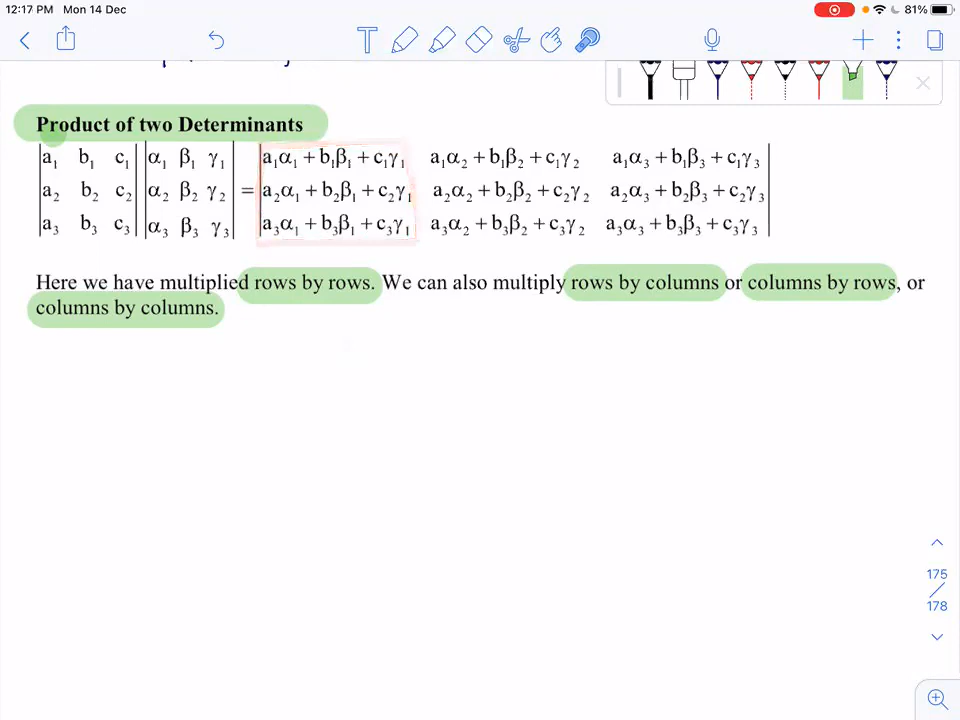 12:17 PM Mon 14 Dec 81%
Product of two Determinants
|a₁ b₁ c₁| |α₁ β₁ γ₁| |a₁α₁ + b₁β₁ + c₁γ₁ a₁α₂ + b₁β₂ + c₁γ₂ a₁α₃ + b₁β₃ + c₁γ₃|
|a₂ b₂ c₂| |α₂ β₂ γ₂| = |a₂α₁ + b₂β₁ + c₂γ₁ a₂α₂ + b₂β₂ + c₂γ₂ a₂α₃ + b₂β₃ + c₂γ₃|
|a₃ b₃ c₃| |α₃ β₃ γ₃| |a₃α₁ + b₃β₁ + c₃γ₁ a₃α₂ + b₃β₂ + c₃γ₂ a₃α₃ + b₃β₃ + c₃γ₃|
Here we have multiplied rows by rows. We can also multiply rows by columns or columns by rows, or
columns by columns.
175
/
178